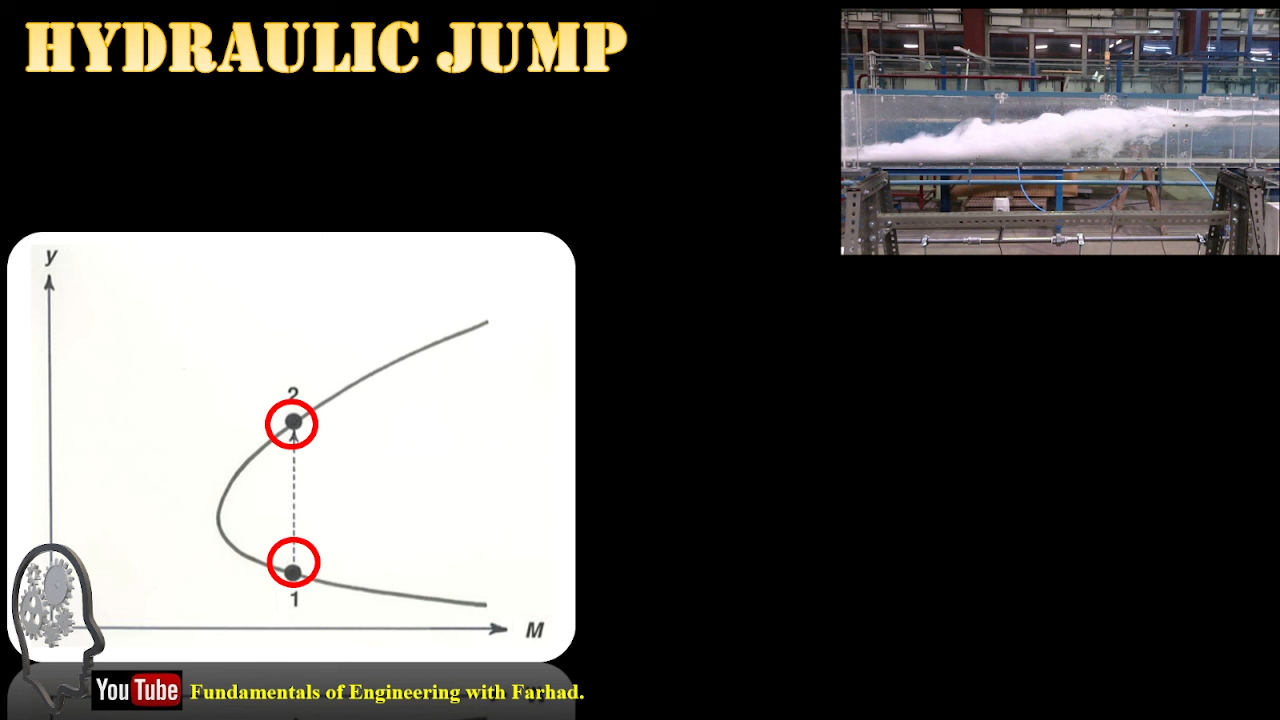 HYDRAULIC JUMP
y
2
1
M
YouTube Fundamentals of Engineering with Farhad.